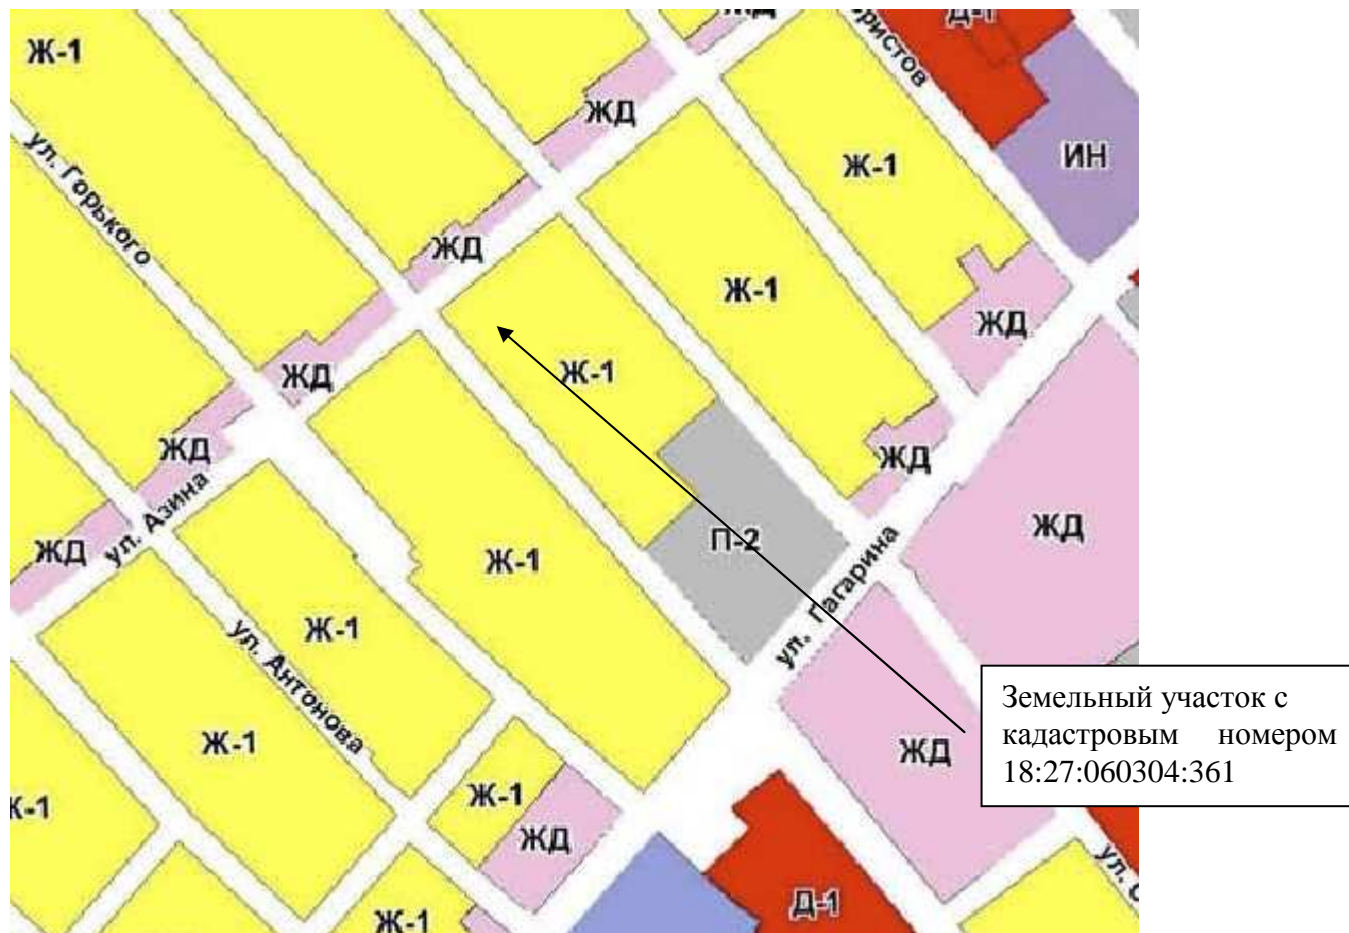 ЖД
Д-1
Ж-1
ЖД
ИН
ул. Горького
Ж-1
ЖД
Ж-1
ЖД
ЖД
Ж-1
ЖД
ЖД
ул. Азина
ЖД
ЖД
П-2
Ж-1
ул. Гагарина
Ж-1
ул. Антонова
Ж-1
ЖД
Земельный участок с
кадастровым номером
18:27:060304:361
Ж-1
Ж-1
ЖД
Д-1
Ж-1